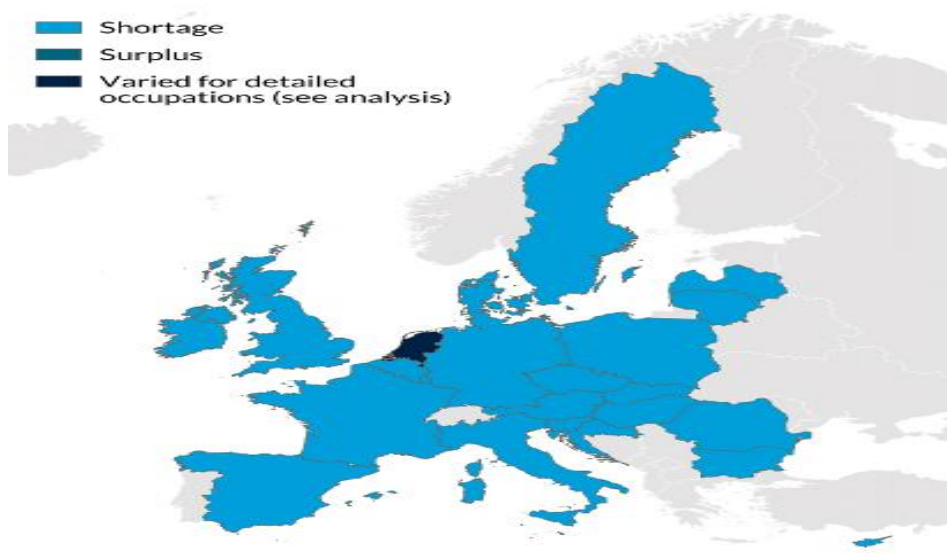 Shortage
Surplus
Varied for detailed
occupations (see analysis)